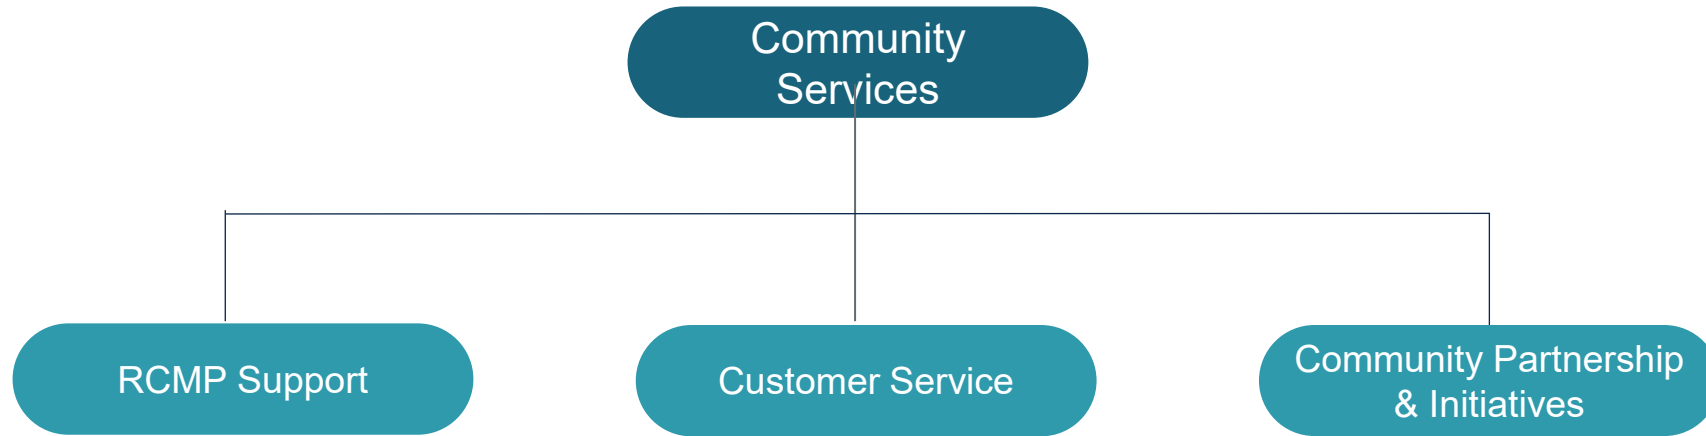 Community
Services
RCMP Support
Customer Service
Community Partnership
& Initiatives